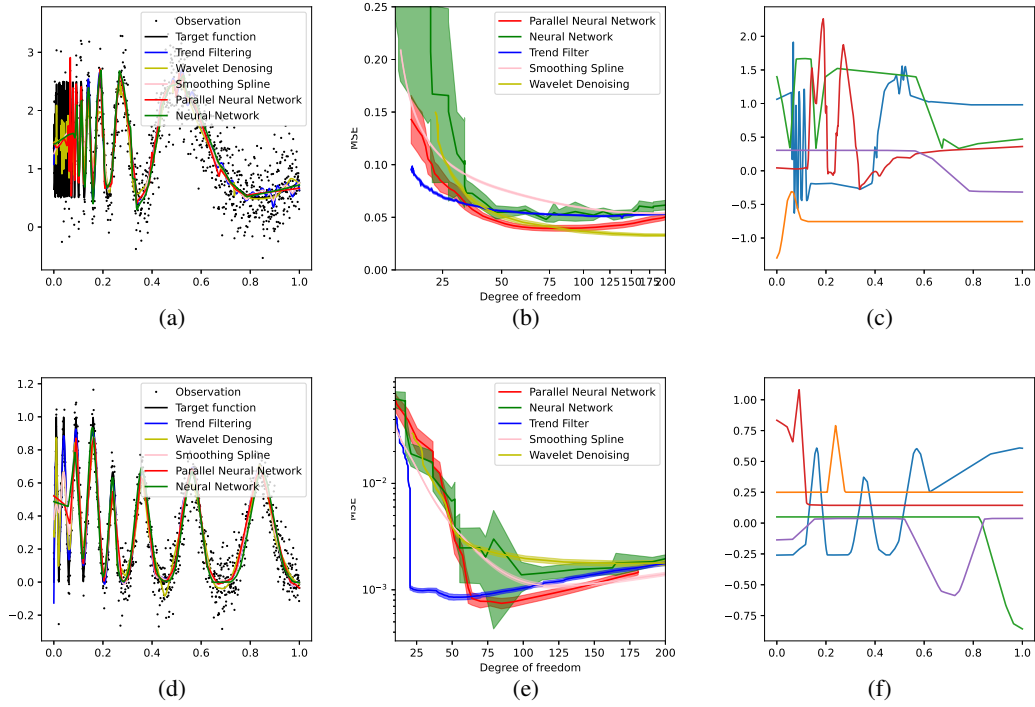 Observation
Target function
Trend Filtering
Wavelet Denosing
Smoothing Spline
Parallel Neural Network
Neural Network
3
2
1
0
0.0 0.2 0.4 0.6 0.8 1.0
(a)
Parallel Neural Network
Neural Network
Trend Filter
Smoothing Spline
Wavelet Denoising
0.25
0.20
0.15
0.10
0.05
0.00
MSE
25 50 75 100 125 150 175 200
Degree of freedom
(b)
2.0
1.5
1.0
0.5
0.0
−0.5
−1.0
0.0 0.2 0.4 0.6 0.8 1.0
(c)
Observation
Target function
Trend Filtering
Wavelet Denosing
Smoothing Spline
Parallel Neural Network
Neural Network
1.2
1.0
0.8
0.6
0.4
0.2
0.0
−0.2
0.0 0.2 0.4 0.6 0.8 1.0
(d)
Parallel Neural Network
Neural Network
Trend Filter
Smoothing Spline
Wavelet Denoising
10⁻²
10⁻³
MSE
25 50 75 100 125 150 175 200
Degree of freedom
(e)
1.00
0.75
0.50
0.25
0.00
−0.25
−0.50
−0.75
0.0 0.2 0.4 0.6 0.8 1.0
(f)